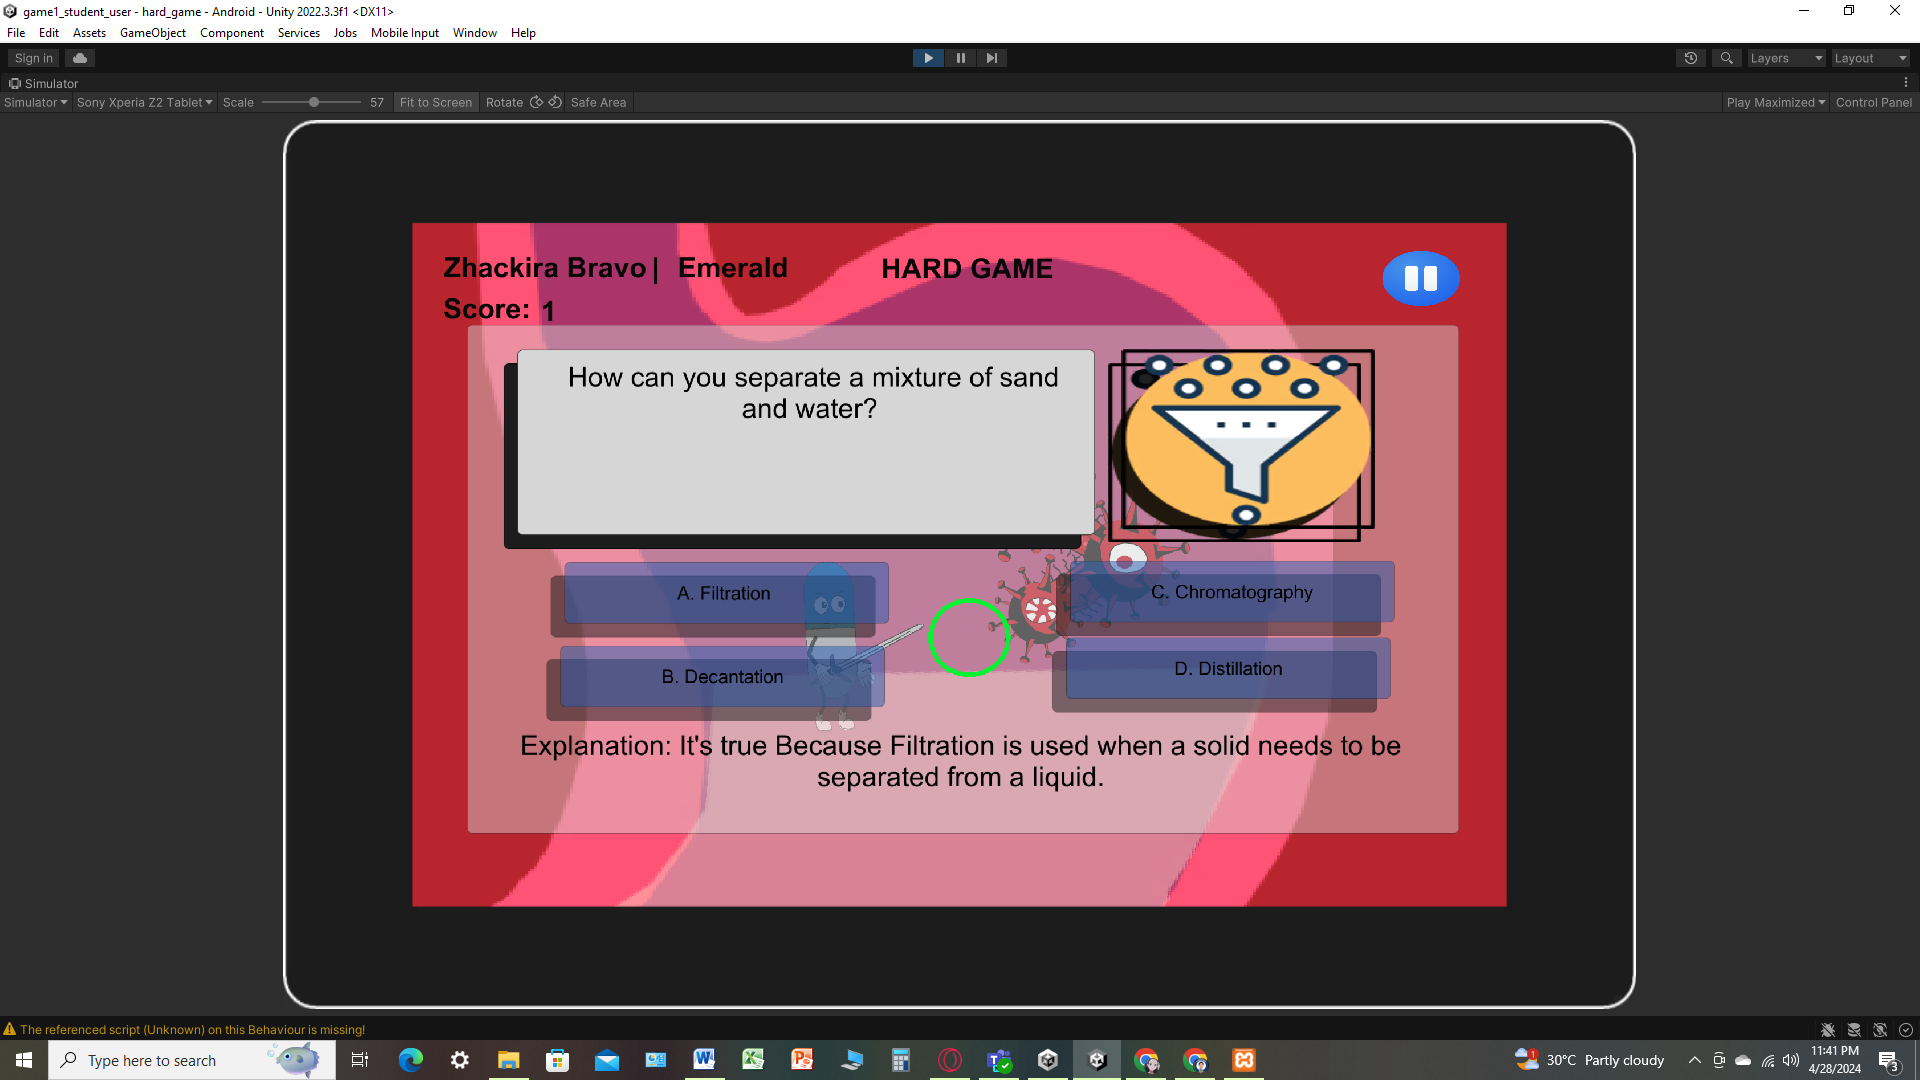 game1_student_user - hard_game - Android - Unity 2022.3.3f1 <DX11>
File Edit Assets GameObject Component Services Jobs Mobile Input Window Help
Sign in Layers Layout
Simulator
Simulator Sony Xperia Z2 Tablet Scale 57 Fit to Screen Rotate Safe Area Play Maximized Control Panel
Zhackira Bravo | Emerald HARD GAME
Score: 1
How can you separate a mixture of sand
and water?
A. Filtration
C. Chromatography
B. Decantation
D. Distillation
Explanation: It's true Because Filtration is used when a solid needs to be
separated from a liquid.
The referenced script (Unknown) on this Behaviour is missing!
Type here to search
30°C Partly cloudy
11:41 PM
4/28/2024